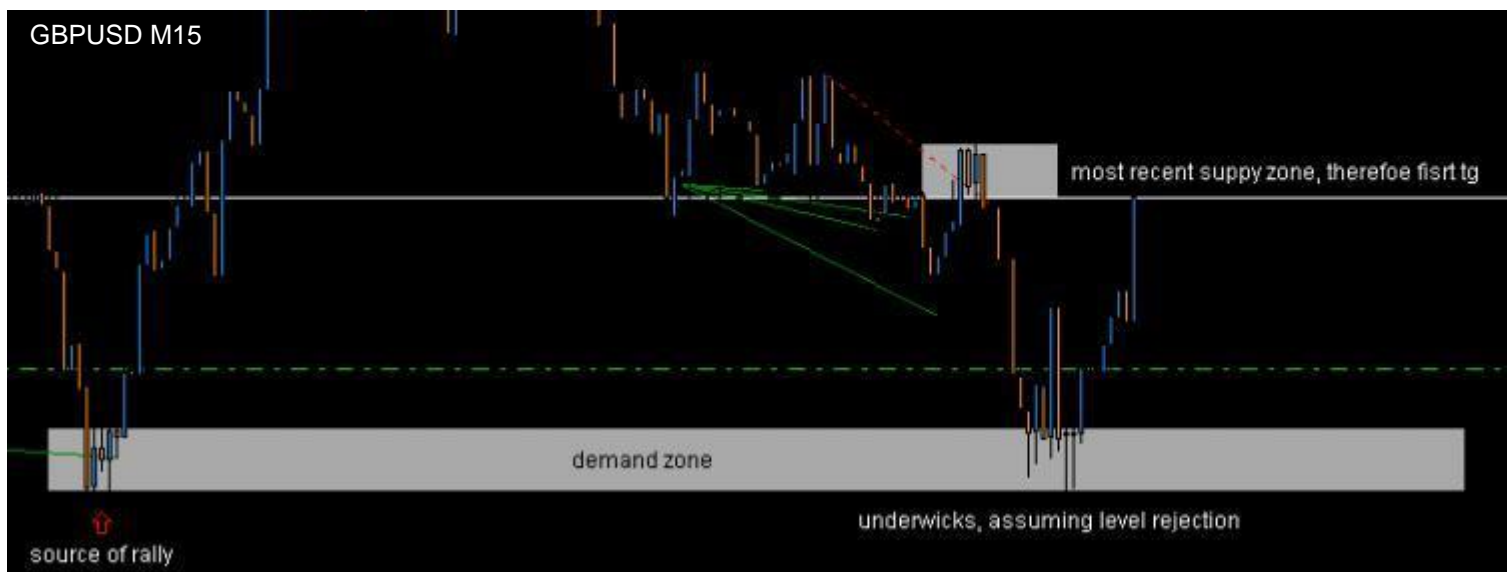 GBPUSD M15
most recent suppy zone, therefoe fisrt tg
demand zone
underwicks, assuming level rejection
source of rally